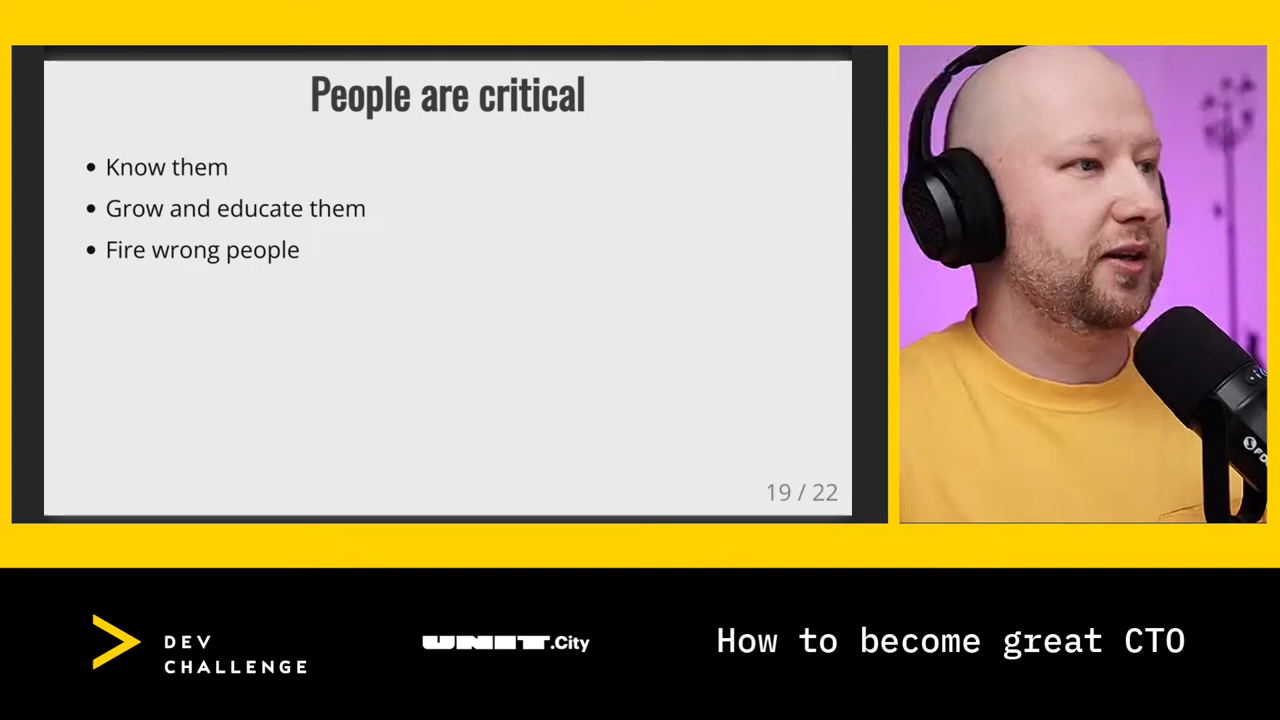 People are critical
Know them
Grow and educate them
Fire wrong people
19 / 22
DEV
CHALLENGE
UNIT.City
How to become great CTO